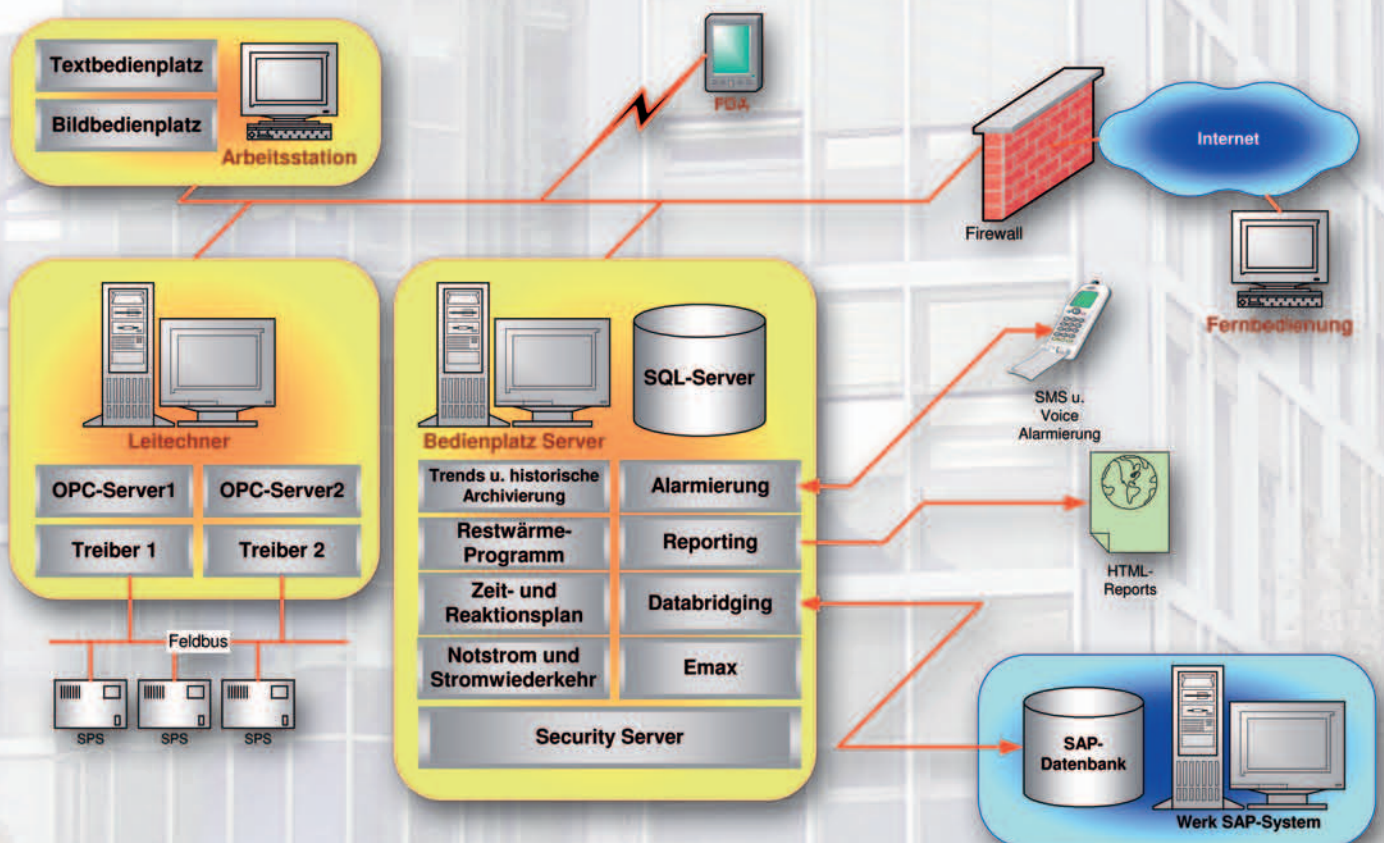 Textbedienplatz
Bildbedienplatz
Arbeitsstation
PDA
Internet
Firewall
Fernbedienung
Leitechner
OPC-Server1
OPC-Server2
Treiber 1
Treiber 2
Feldbus
SPS
SPS
SPS
SQL-Server
Bedienplatz Server
Trends u. historische
Archivierung
Alarmierung
Restwärme-
Programm
Reporting
Zeit- und
Reaktionsplan
Databridging
Notstrom und
Stromwiederkehr
Emax
Security Server
SMS u.
Voice
Alarmierung
HTML-
Reports
SAP-
Datenbank
Werk SAP-System